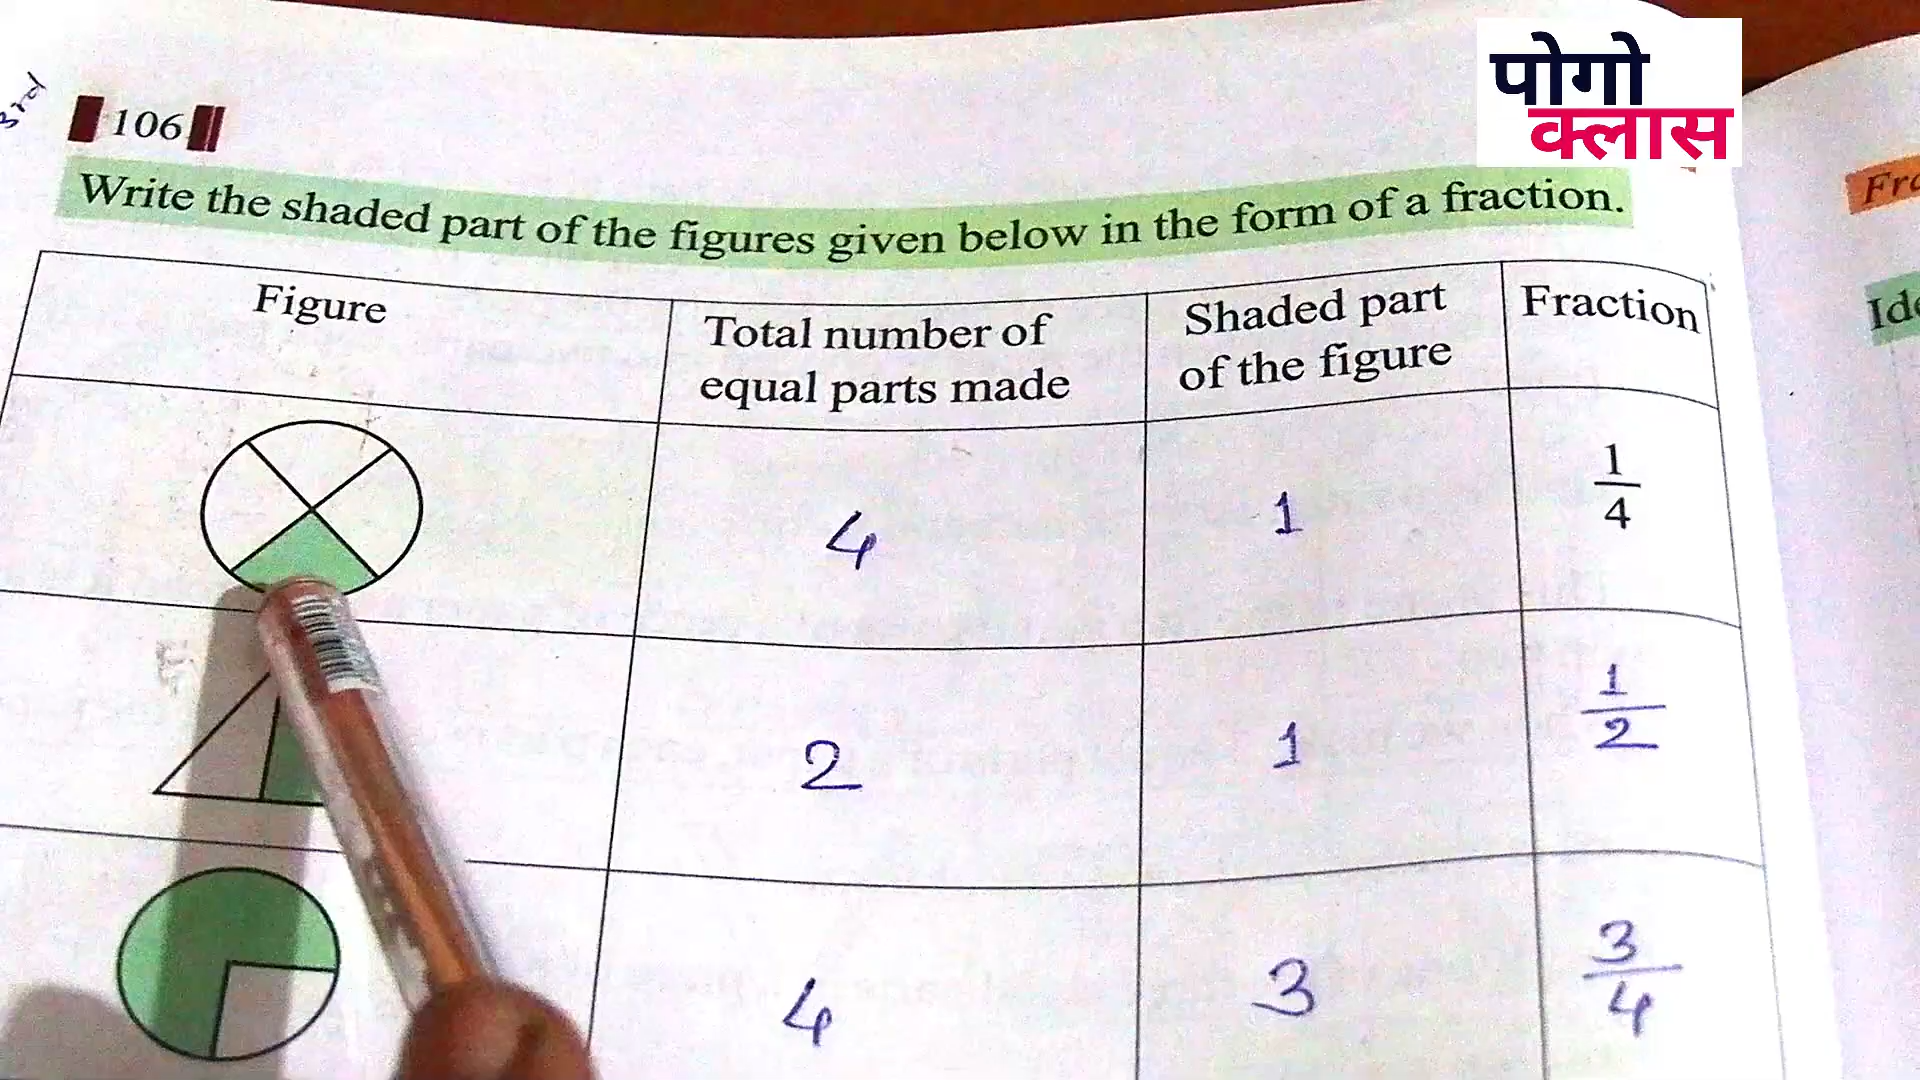 पोगो
क्लास
3rd
106
Write the shaded part of the figures given below in the form of a fraction.
Figure
Total number of
equal parts made
Shaded part
of the figure
Fraction
4
1
1
4
2
1
1
2
4
3
3
4